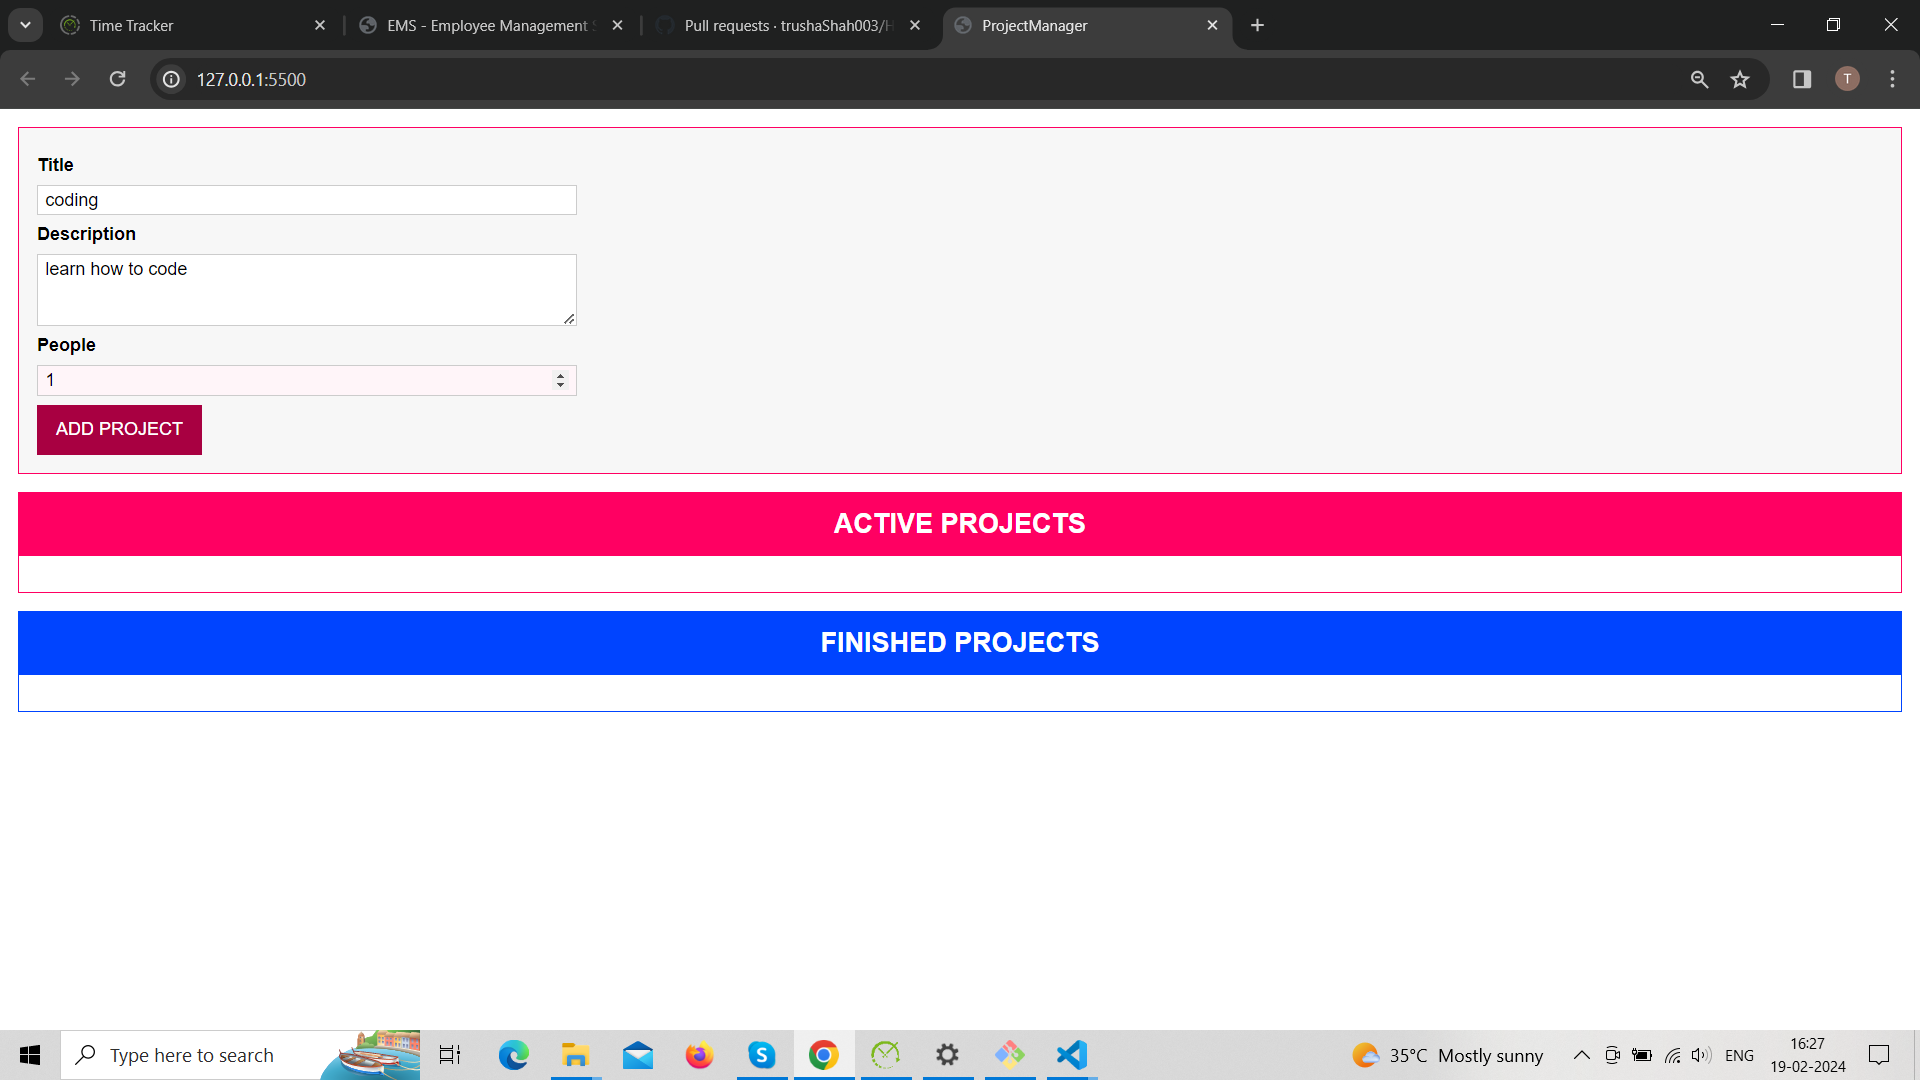 Time Tracker
EMS - Employee Management
Pull requests · trushaShah003/H
ProjectManager
127.0.0.1:5500
T
Title
coding
Description
learn how to code
People
1
ADD PROJECT
ACTIVE PROJECTS
FINISHED PROJECTS
Type here to search
35°C Mostly sunny
ENG
16:27
19-02-2024